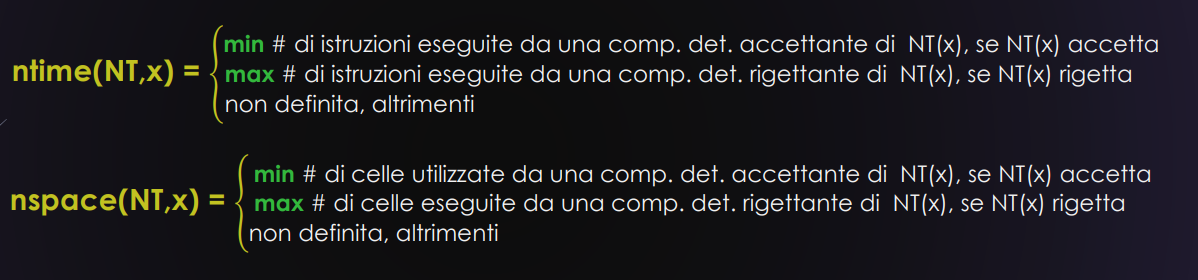 min # di istruzioni eseguite da una comp. det. accettante di NT(x), se NT(x) accetta
ntime(NT,x) = max # di istruzioni eseguite da una comp. det. rigettante di NT(x), se NT(x) rigetta
non definita, altrimenti
min # di celle utilizzate da una comp. det. accettante di NT(x), se NT(x) accetta
nspace(NT,x) = max # di celle eseguite da una comp. det. rigettante di NT(x), se NT(x) rigetta
non definita, altrimenti